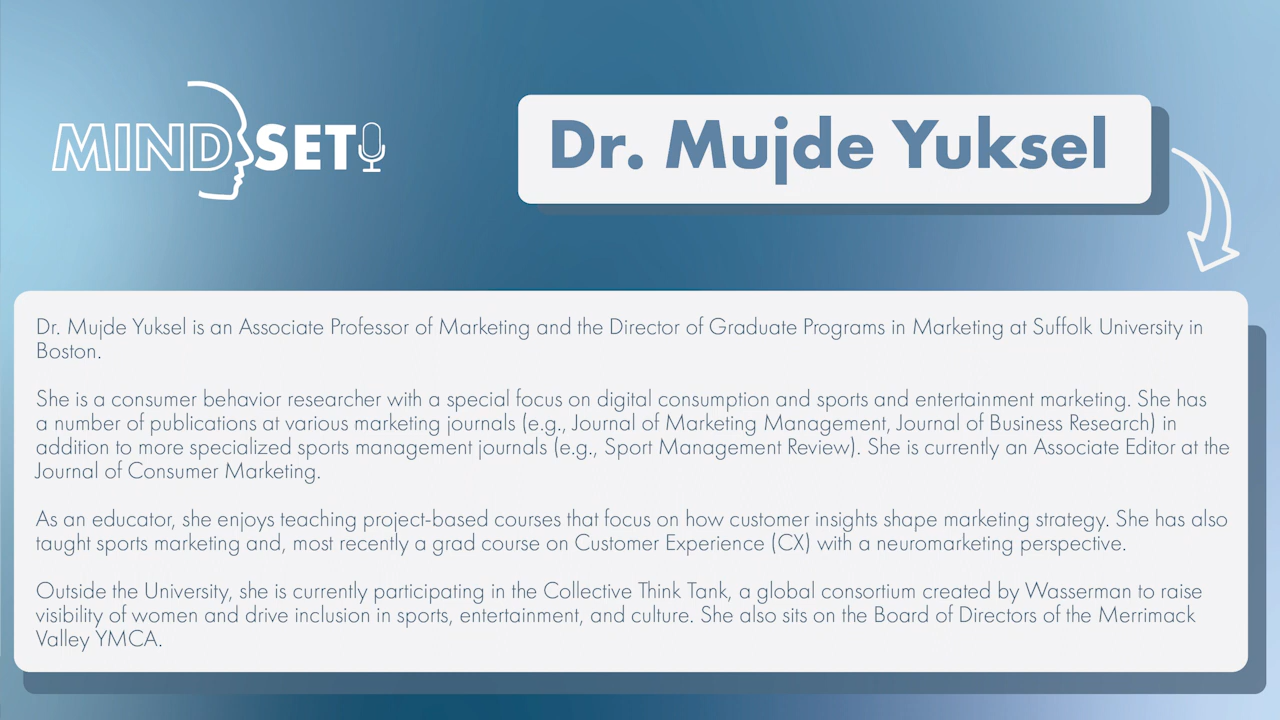 MINDSET
Dr. Mujde Yuksel
Dr. Mujde Yuksel is an Associate Professor of Marketing and the Director of Graduate Programs in Marketing at Suffolk University in
Boston.
She is a consumer behavior researcher with a special focus on digital consumption and sports and entertainment marketing. She has
a number of publications at various marketing journals (e.g., Journal of Marketing Management, Journal of Business Research) in
addition to more specialized sports management journals (e.g., Sport Management Review). She is currently an Associate Editor at the
Journal of Consumer Marketing.
As an educator, she enjoys teaching project-based courses that focus on how customer insights shape marketing strategy. She has also
taught sports marketing and, most recently a grad course on Customer Experience (CX) with a neuromarketing perspective.
Outside the University, she is currently participating in the Collective Think Tank, a global consortium created by Wasserman to raise
visibility of women and drive inclusion in sports, entertainment, and culture. She also sits on the Board of Directors of the Merrimack
Valley YMCA.